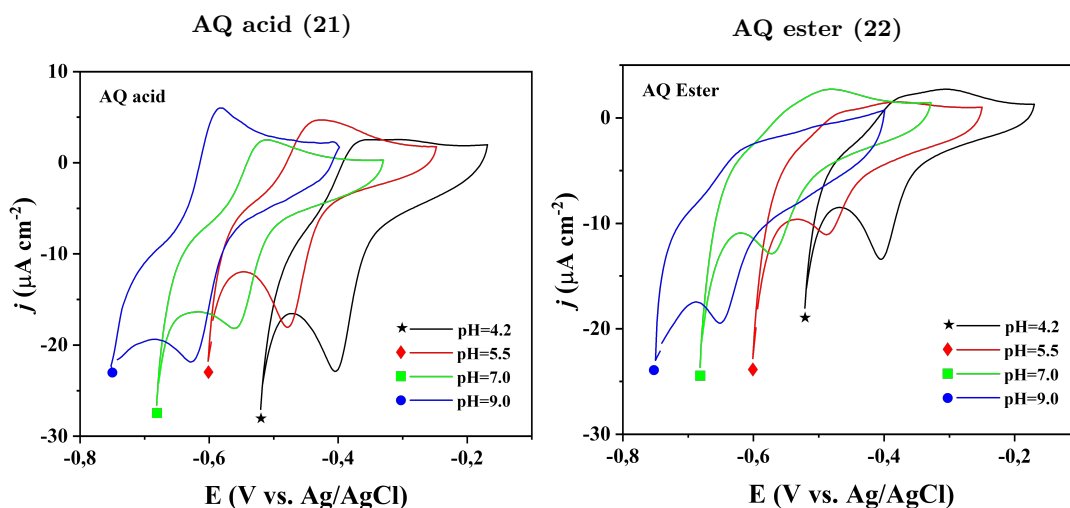 AQ acid (21)
AQ acid
10
0
-10
-20
-30
j (µA cm⁻²)
pH=4.2
pH=5.5
pH=7.0
pH=9.0
-0,8
-0,6
-0,4
-0,2
E (V vs. Ag/AgCl)
AQ ester (22)
AQ Ester
0
-10
-20
-30
j (µA cm⁻²)
pH=4.2
pH=5.5
pH=7.0
pH=9.0
-0,8
-0,6
-0,4
-0,2
E (V vs. Ag/AgCl)